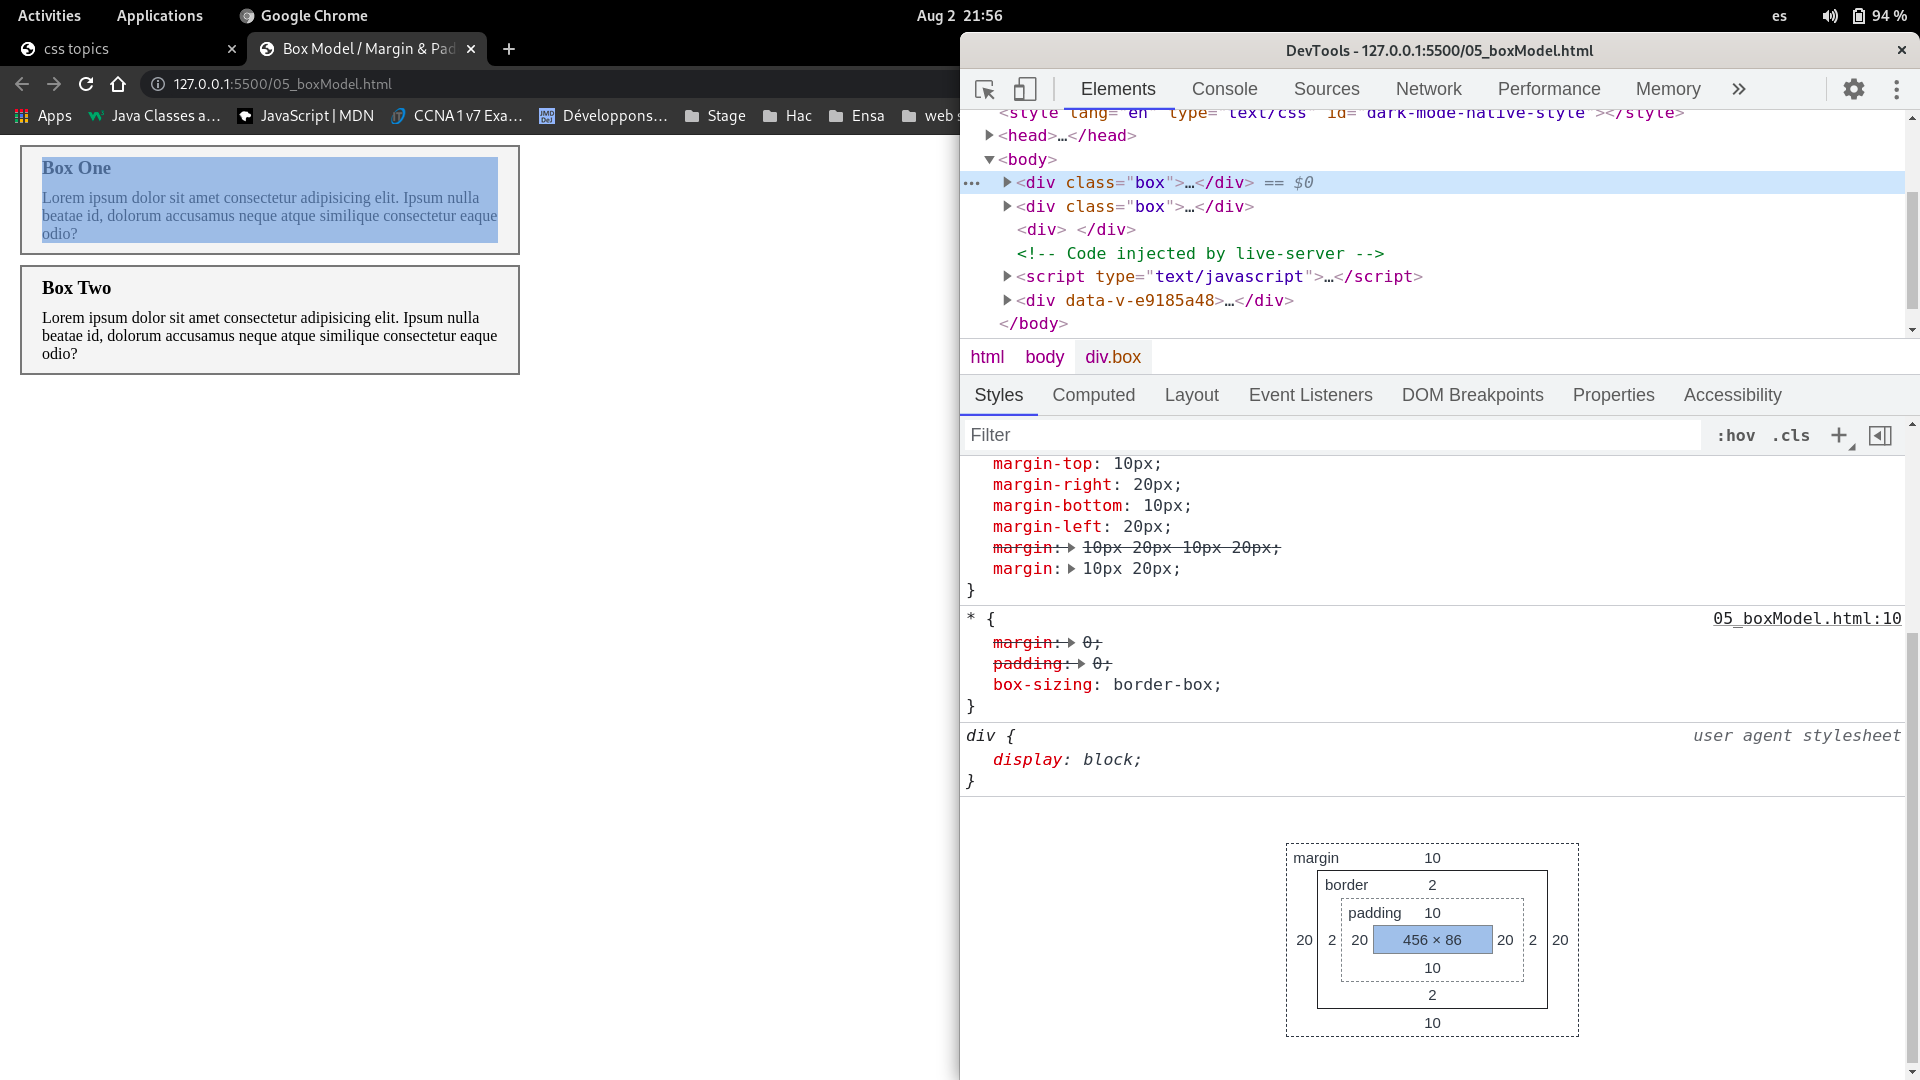 Activities
Applications
Google Chrome
Aug 2 21:56
es
94 %
css topics
Box Model / Margin & Pad
127.0.0.1:5500/05_boxModel.html
Apps
Java Classes a…
JavaScript | MDN
CCNA 1 v7 Exa…
Développons…
Stage
Hac
Ensa
web s
Box One
Lorem ipsum dolor sit amet consectetur adipisicing elit. Ipsum nulla
beatae id, dolorum accusamus neque atque similique consectetur eaque
odio?
Box Two
Lorem ipsum dolor sit amet consectetur adipisicing elit. Ipsum nulla
beatae id, dolorum accusamus neque atque similique consectetur eaque
odio?
DevTools - 127.0.0.1:5500/05_boxModel.html
Elements
Console
Sources
Network
Performance
Memory
<style lang="en" type="text/css" id="dark-mode-native-style"></style>
<head>…</head>
<body>
<div class="box">…</div> == $0
<div class="box">…</div>
<div> </div>
<!-- Code injected by live-server -->
<script type="text/javascript">…</script>
<div data-v-e9185a48>…</div>
</body>
html
body
div.box
Styles
Computed
Layout
Event Listeners
DOM Breakpoints
Properties
Accessibility
Filter
:hov
.cls
margin-top: 10px;
margin-right: 20px;
margin-bottom: 10px;
margin-left: 20px;
margin: 10px 20px 10px 20px;
margin: 10px 20px;
}
* {
05_boxModel.html:10
margin: 0;
padding: 0;
box-sizing: border-box;
}
div {
user agent stylesheet
display: block;
}
margin
10
border
2
padding
10
20
2
20
456 × 86
20
2
20
10
2
10